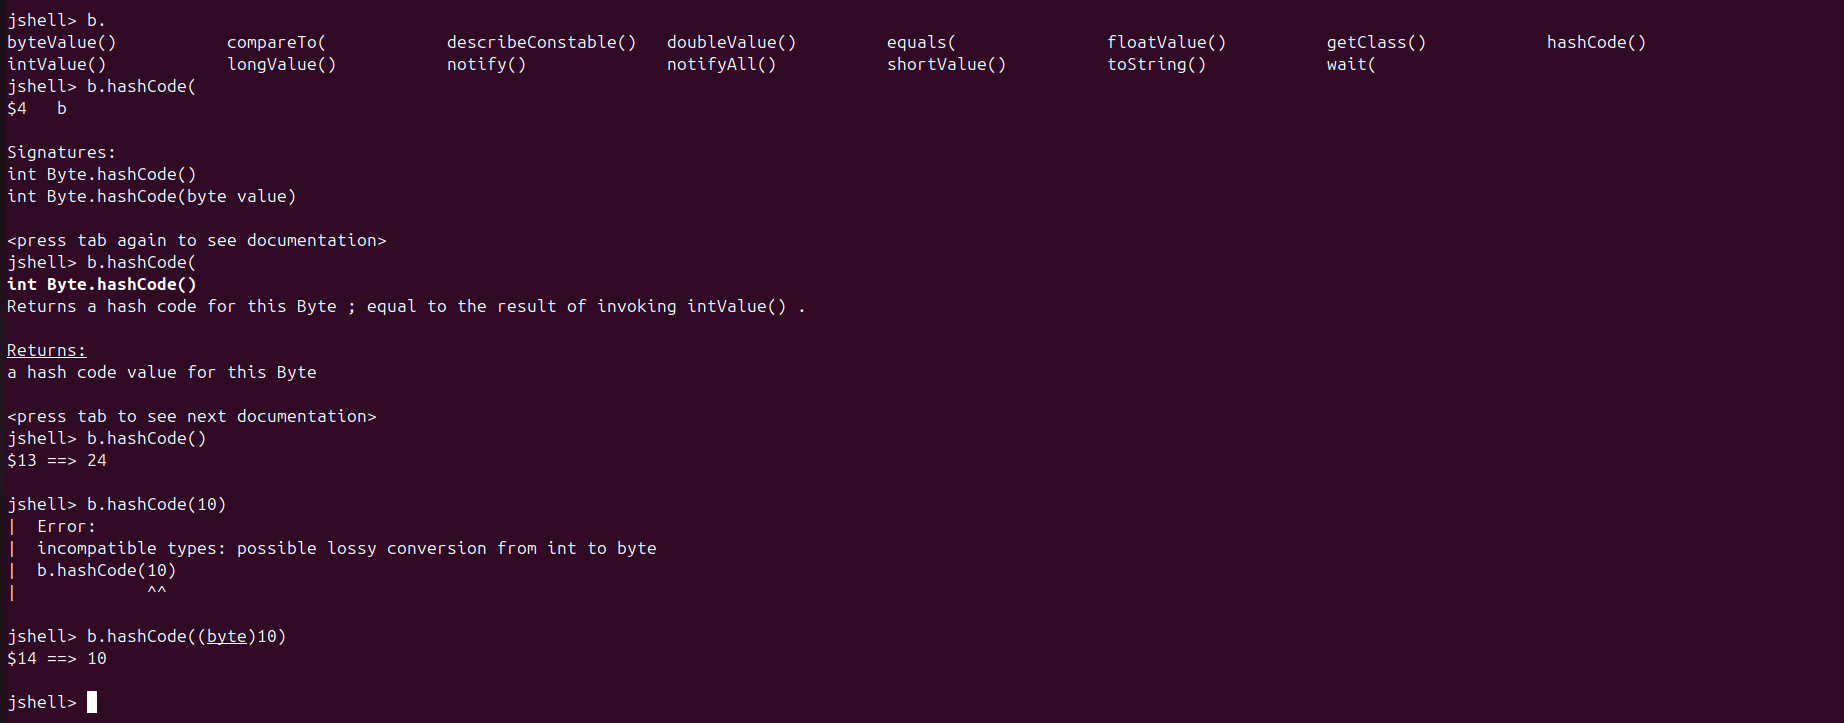 jshell> b.
byteValue()           compareTo(            describeConstable()   doubleValue()         equals(               floatValue()          getClass()            hashCode()
intValue()            longValue()           notify()              notifyAll()           shortValue()          toString()            wait(
jshell> b.hashCode(
$4   b
Signatures:
int Byte.hashCode()
int Byte.hashCode(byte value)
<press tab again to see documentation>
jshell> b.hashCode(
int Byte.hashCode()
Returns a hash code for this Byte ; equal to the result of invoking intValue() .
Returns:
a hash code value for this Byte
<press tab to see next documentation>
jshell> b.hashCode()
$13 ==> 24
jshell> b.hashCode(10)
|  Error:
|  incompatible types: possible lossy conversion from int to byte
|  b.hashCode(10)
|             ^^
jshell> b.hashCode((byte)10)
$14 ==> 10
jshell>